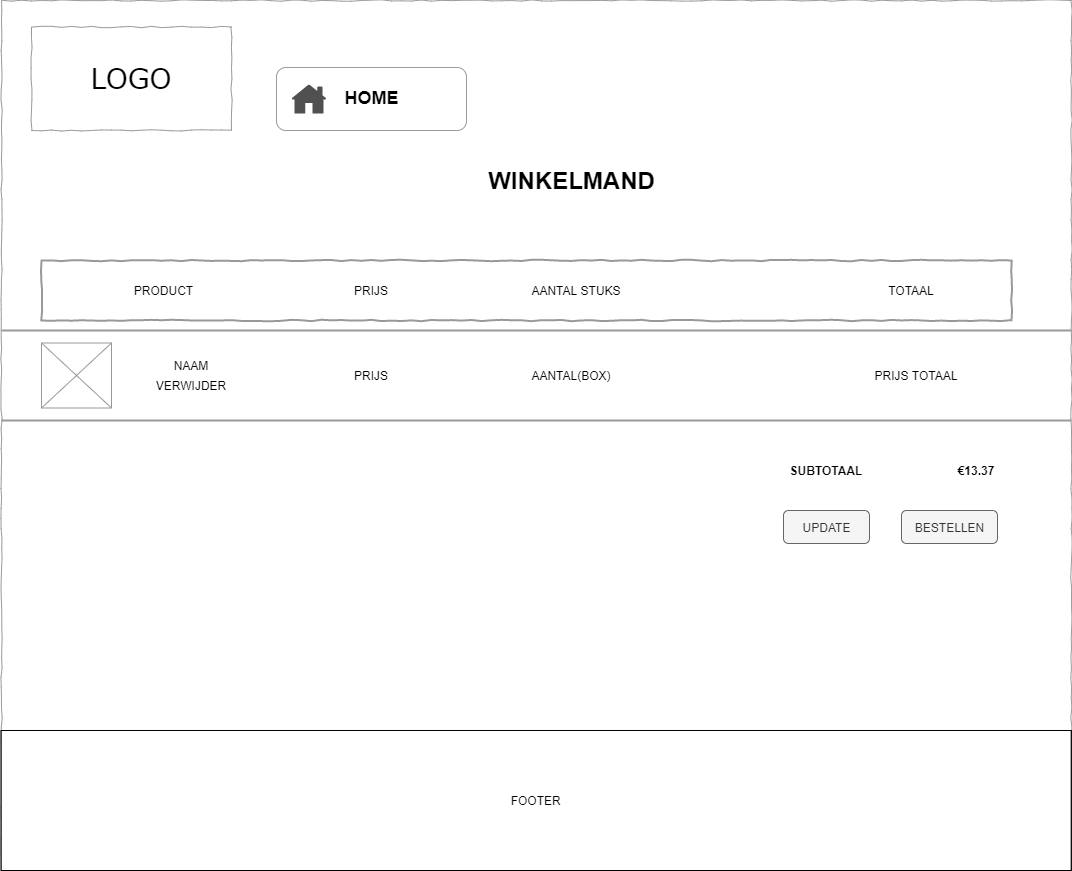 LOGO
HOME
WINKELMAND
PRODUCT PRIJS AANTAL STUKS TOTAAL
NAAM
VERWIJDER
PRIJS AANTAL(BOX) PRIJS TOTAAL
SUBTOTAAL €13.37
UPDATE BESTELLEN
FOOTER